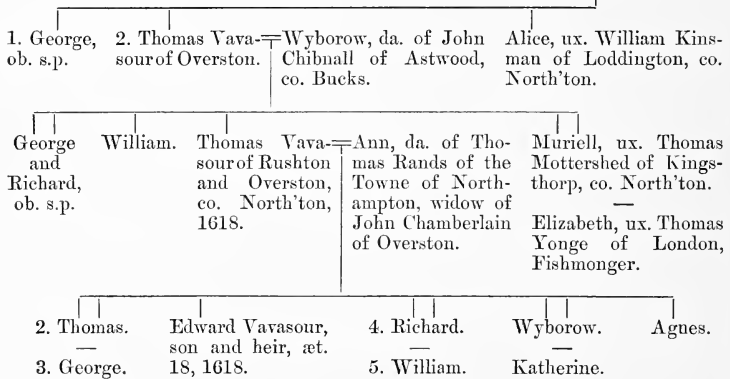 1. George,
ob. s.p.
2. Thomas Vava-
sour of Overston.
Wyborow, da. of John
Chibnall of Astwood,
co. Bucks.
Alice, ux. William Kins-
man of Loddington, co.
North'ton.
George
and
Richard,
ob. s.p.
William.
Thomas Vava-
sour of Rushton
and Overston,
co. North'ton,
1618.
Ann, da. of Tho-
mas Rands of the
Towne of North-
ampton, widow of
John Chamberlain
of Overston.
Muriell, ux. Thomas
Mottershed of Kings-
thorp, co. North'ton.
—
Elizabeth, ux. Thomas
Yonge of London,
Fishmonger.
2. Thomas.
—
3. George.
Edward Vavasour,
son and heir, æt.
18, 1618.
4. Richard.
—
5. William.
Wyborow.
—
Katherine.
Agnes.